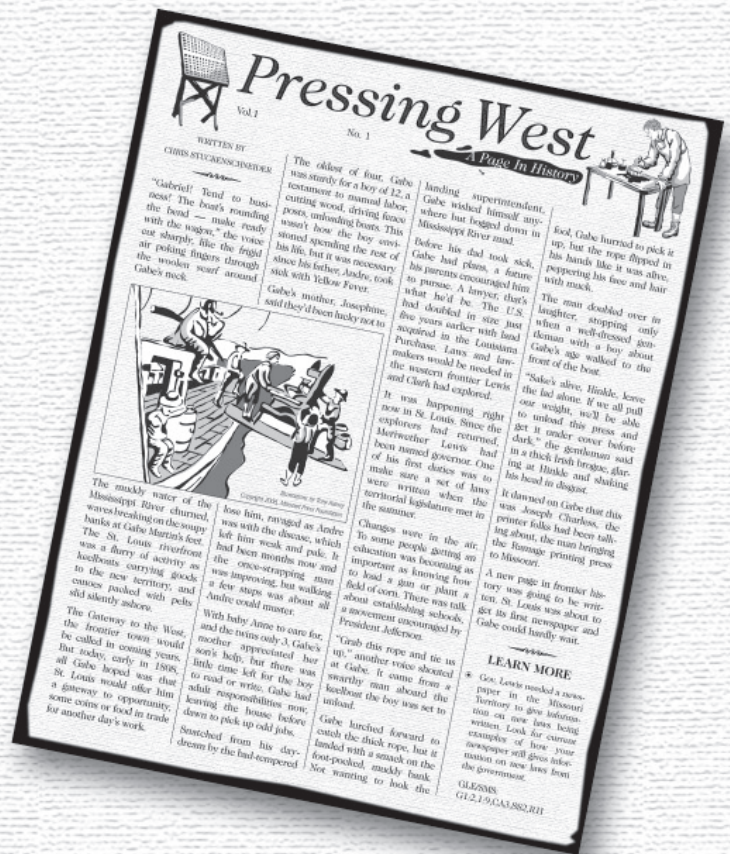 Pressing West
Vol.1
No. 1
A Page In History
WRITTEN BY
CHRIS STUCKENSCHNEIDER
"Gabriel! Tend to busi-
ness! The boat's rounding
the bend — make ready
with the wagon," the voice
cut sharply, like the frigid
air poking fingers through
the woolen scarf around
Gabe's neck.
The muddy water of the
Mississippi River churned,
waves breaking on the soupy
banks at Gabe Martin's feet.
The St. Louis riverfront
was a flurry of activity as
keelboats carrying goods
to the new territory, and
canoes packed with pelts
slid silently ashore.
The Gateway to the West,
the frontier town would
be called in coming years.
But today, early in 1808,
all Gabe hoped was that
St. Louis would offer him
a gateway to opportunity,
some coins or food in trade
for another day's work.
The oldest of four, Gabe
was sturdy for a boy of 12, a
testament to manual labor,
cutting wood, driving fence
posts, unloading boats. This
wasn't how the boy envi-
sioned spending the rest of
his life, but it was necessary
since his father, Andre, took
sick with Yellow Fever.
Gabe's mother, Josephine,
said they'd been lucky not to
Illustrations by Tony Harvey
Copyright 2008, Missouri Press Foundation
lose him, ravaged as Andre
was with the disease, which
left him weak and pale. It
had been months now and
the once-strapping man
was improving, but walking
a few steps was about all
Andre could muster.
With baby Anne to care for,
and the twins only 3, Gabe's
mother appreciated her
son's help, but there was
little time left for the boy
to read or write. Gabe had
adult responsibilities now,
leaving the house before
dawn to pick up odd jobs.
Snatched from his day-
dream by the bad-tempered
landing superintendent,
Gabe wished himself any-
where but bogged down in
Mississippi River mud.
Before his dad took sick,
Gabe had plans, a future
his parents encouraged him
to pursue. A lawyer, that's
what he'd be. The U.S.
had doubled in size just
five years earlier with land
acquired in the Louisiana
Purchase. Laws and law-
makers would be needed in
the western frontier Lewis
and Clark had explored.
It was happening right
now in St. Louis. Since the
explorers had returned,
Meriwether Lewis had
been named governor. One
of his first duties was to
make sure a set of laws
were written when the
territorial legislature met in
the summer.
Changes were in the air.
To some people getting an
education was becoming as
important as knowing how
to load a gun or plant a
field of corn. There was talk
about establishing schools,
a movement encouraged by
President Jefferson.
"Grab this rope and tie us
up," another voice shouted
at Gabe. It came from a
swarthy man aboard the
keelboat the boy was set to
unload.
Gabe lurched forward to
catch the thick rope, but it
landed with a smack on the
foot-packed, muddy bank.
Not wanting to look the
fool, Gabe hurried to pick it
up, but the rope flipped in
his hands like it was alive,
peppering his face and hair
with muck.
The man doubled over in
laughter, stopping only
when a well-dressed gen-
tleman with a boy about
Gabe's age walked to the
front of the boat.
"Sake's alive, Hinkle, leave
the lad alone. If we all pull
our weight, we'll be able
to unload this press and
get it under cover before
dark," the gentleman said
in a thick Irish brogue, glar-
ing at Hinkle and shaking
his head in disgust.
It dawned on Gabe that this
was Joseph Charless, the
printer folks had been talk-
ing about, the man bringing
the Ramage printing press
to Missouri.
A new page in frontier his-
tory was going to be writ-
ten. St. Louis was about to
get its first newspaper and
Gabe could hardly wait.
LEARN MORE
Gov. Lewis needed a news-
paper in the Missouri
Territory to give informa-
tion on new laws being
written. Look for current
examples of how your
newspaper still gives infor-
mation on new laws from
the government.
GLE/SMS:
G1:2,1.9,CA3,SS2,RI1